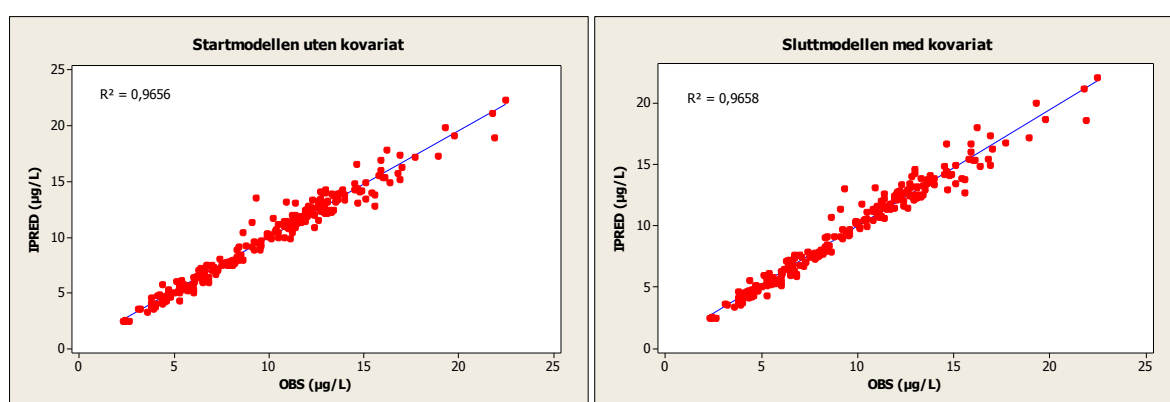 Startmodellen uten kovariat
R² = 0,9656
IPRED (µg/L)
25
20
15
10
5
0
0 5 10 15 20 25
OBS (µg/L)
Sluttmodellen med kovariat
R² = 0,9658
IPRED (µg/L)
20
15
10
5
0
0 5 10 15 20 25
OBS (µg/L)